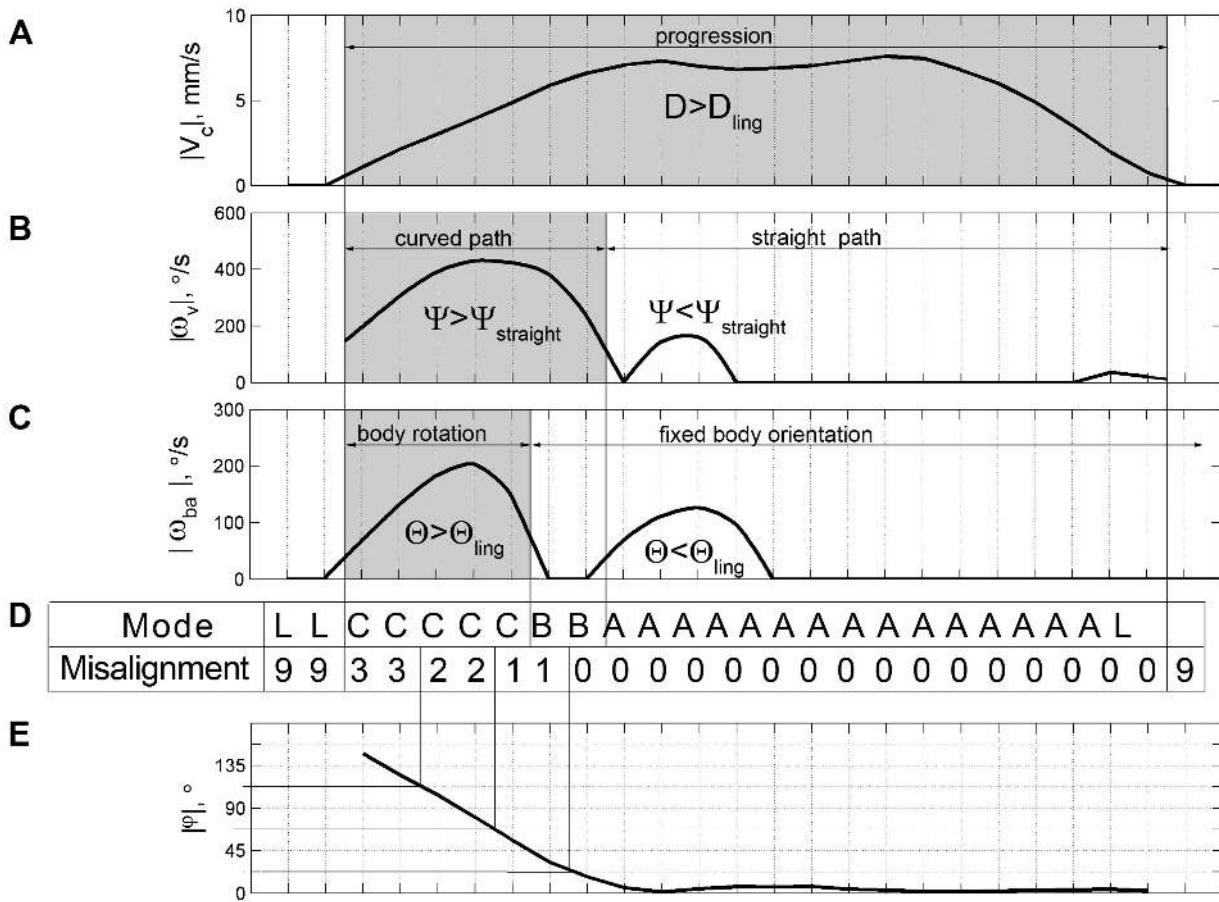 A
|V_c|, mm/s
10
5
0
progression
D>D_ling
B
|ω_v|, °/s
600
400
200
0
curved path
straight path
Ψ>Ψ_straight
Ψ<Ψ_straight
C
|ω_ba|, °/s
300
200
100
0
body rotation
fixed body orientation
Θ>Θ_ling
Θ<Θ_ling
D
Mode L L C C C C C B B A A A A A A A A A A A A A A A L
Misalignment 9 9 3 3 2 2 1 1 0 0 0 0 0 0 0 0 0 0 0 0 0 0 0 0 9
E
|φ|, °
135
90
45
0